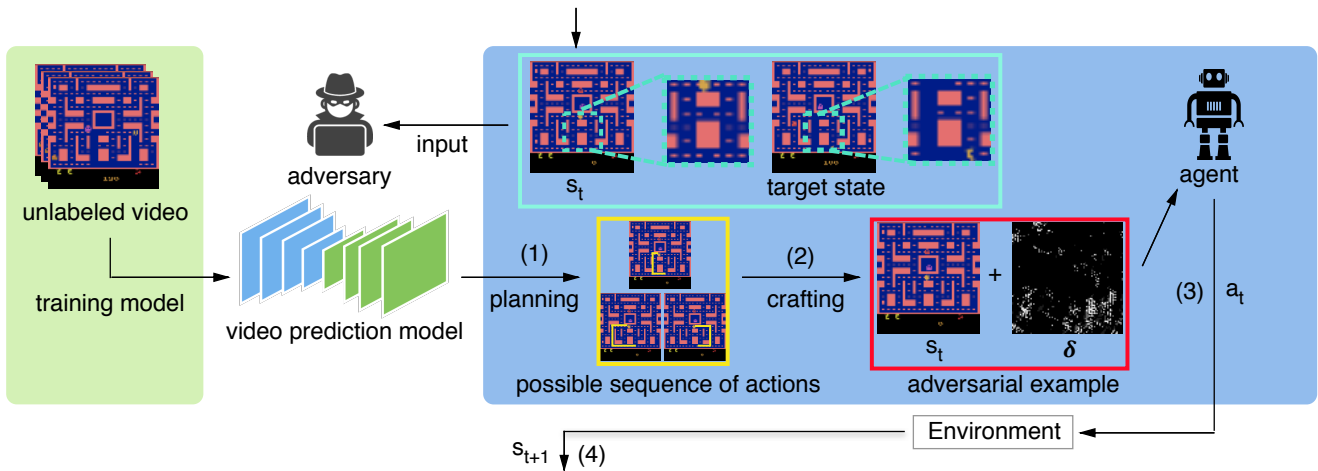 input
adversary
s_t
target state
agent
unlabeled video
training model
video prediction model
(1)
planning
(2)
crafting
+
s_t
δ
(3)
a_t
possible sequence of actions
adversarial example
Environment
s_{t+1}
(4)